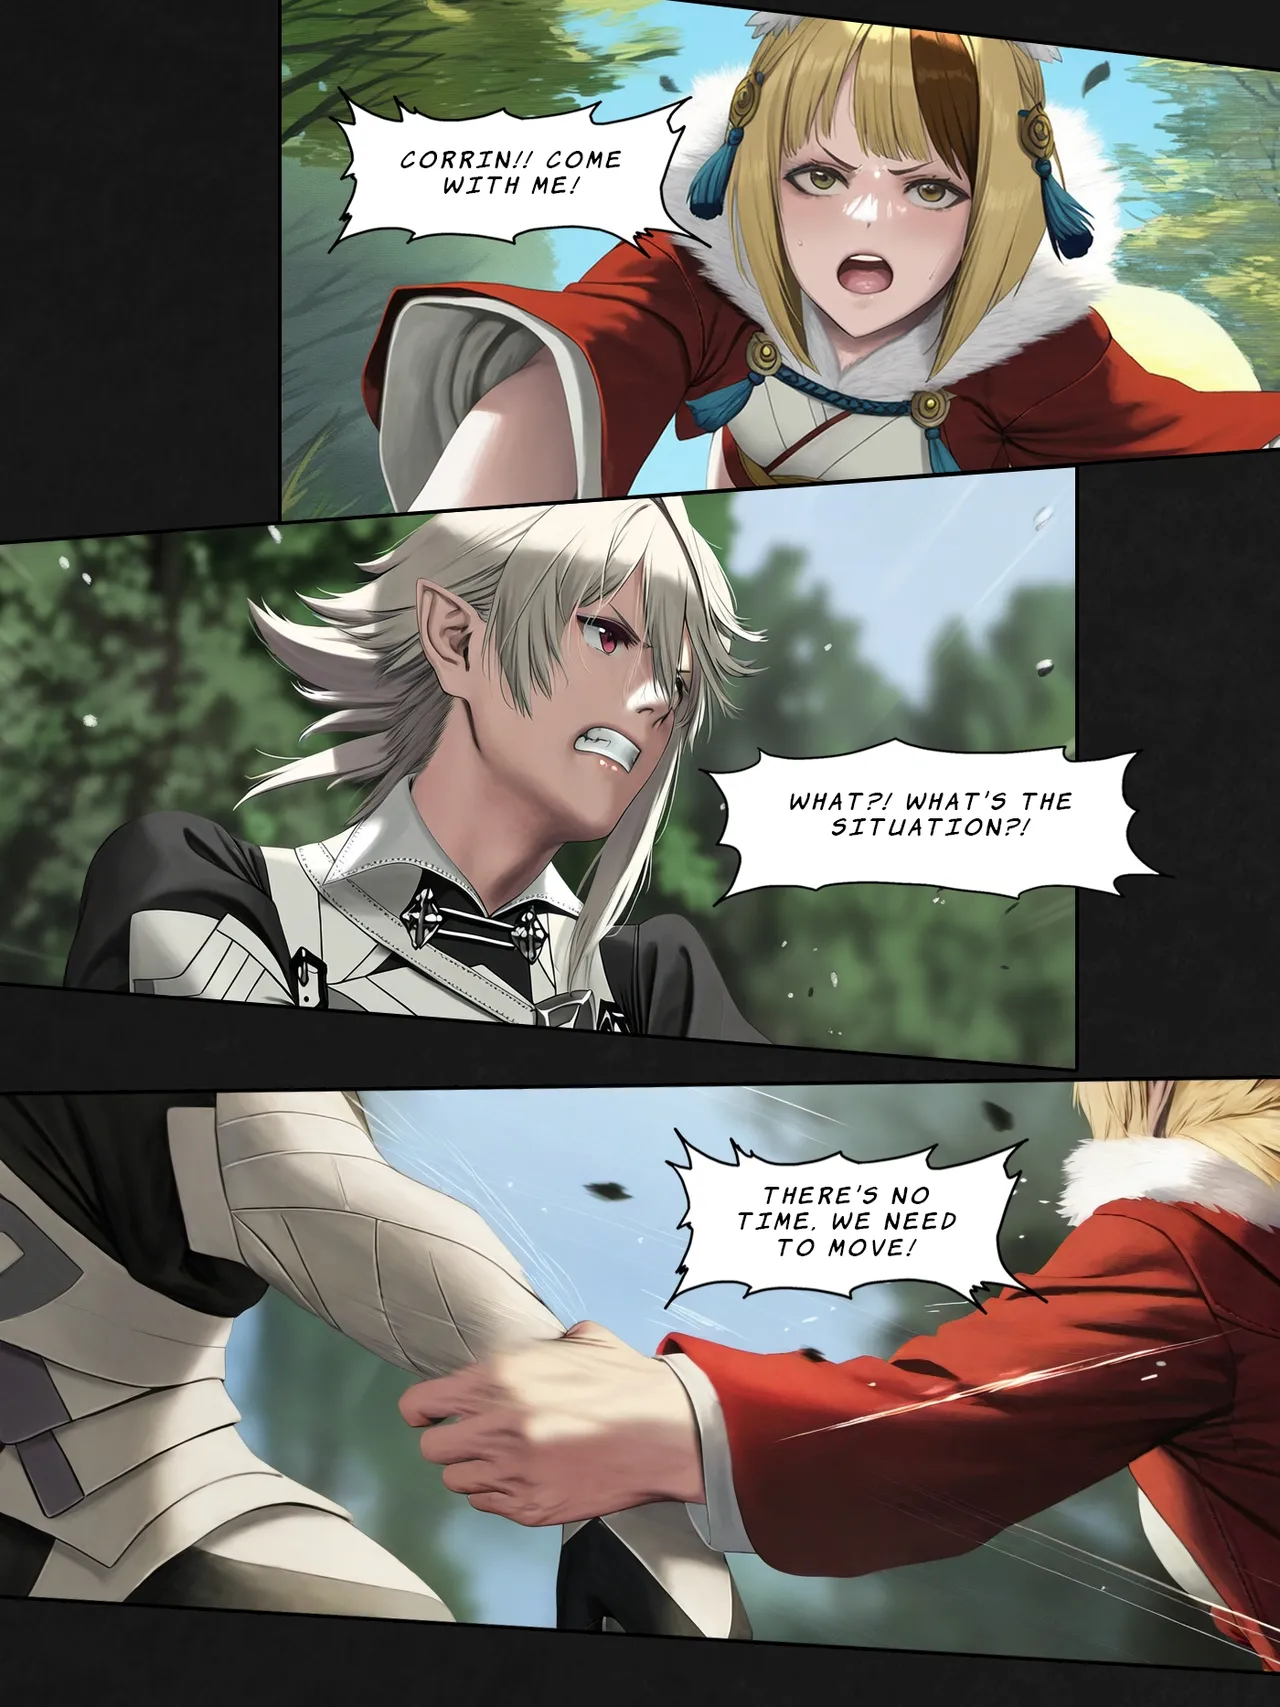 CORRIN!! COME
WITH ME!
WHAT?! WHAT'S THE
SITUATION?!
THERE'S NO
TIME. WE NEED
TO MOVE!